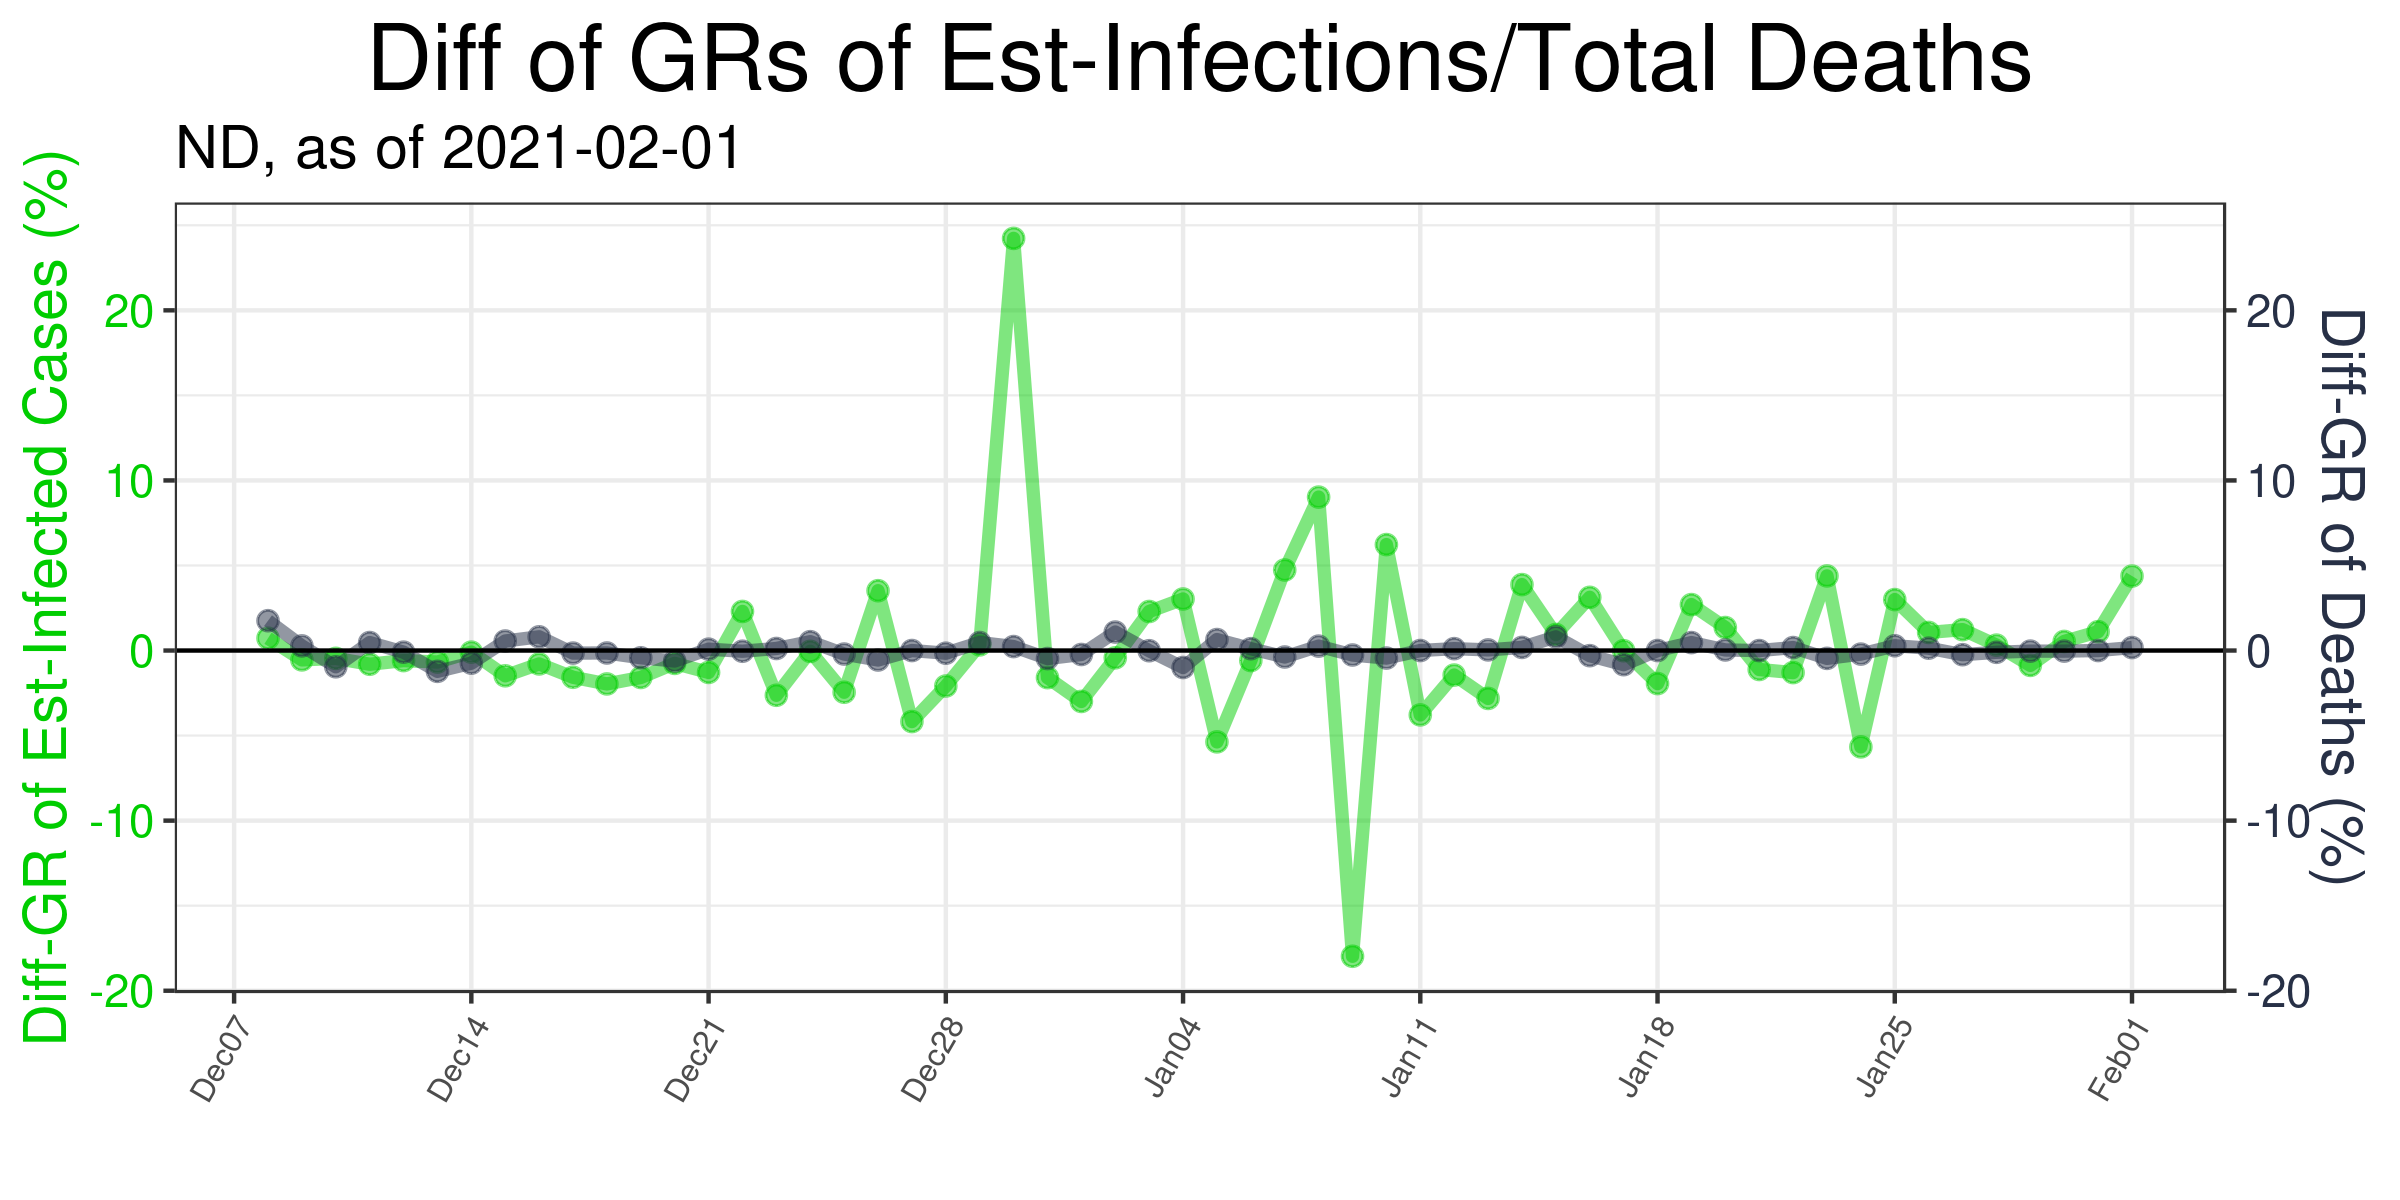 Diff of GRs of Est-Infections/Total Deaths
ND, as of 2021-02-01
Diff-GR of Est-Infected Cases (%)
20
10
0
-10
-20
20
10
0
-10
-20
Diff-GR of Deaths (%)
Dec07
Dec14
Dec21
Dec28
Jan04
Jan11
Jan18
Jan25
Feb01